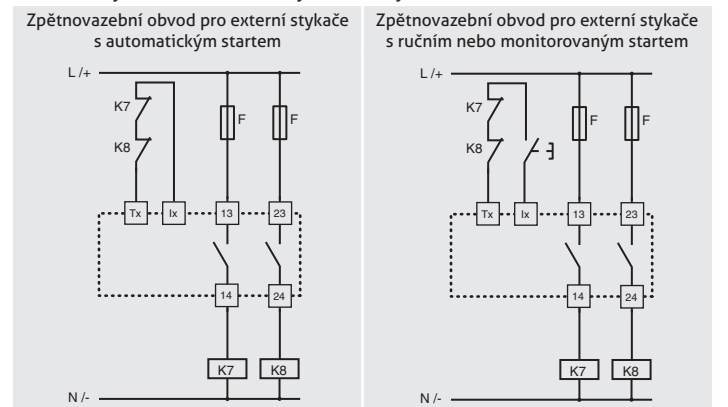 Zpětnovazební obvod pro externí stykače
s automatickým startem
L /+
K7
F
F
K8
Tx
Ix
13
23
14
24
K7
K8
N /-
Zpětnovazební obvod pro externí stykače
s ručním nebo monitorovaným startem
L /+
K7
F
F
K8
Tx
Ix
13
23
14
24
K7
K8
N /-